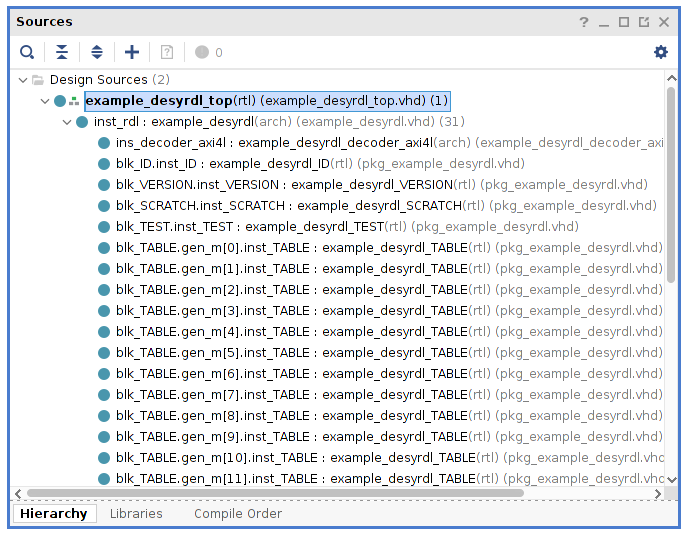 Sources
0
Design Sources (2)
example_desyrdl_top(rtl) (example_desyrdl_top.vhd) (1)
inst_rdl : example_desyrdl(arch) (example_desyrdl.vhd) (31)
ins_decoder_axi4l : example_desyrdl_decoder_axi4l(arch) (example_desyrdl_decoder_axi
blk_ID.inst_ID : example_desyrdl_ID(rtl) (pkg_example_desyrdl.vhd)
blk_VERSION.inst_VERSION : example_desyrdl_VERSION(rtl) (pkg_example_desyrdl.vhd)
blk_SCRATCH.inst_SCRATCH : example_desyrdl_SCRATCH(rtl) (pkg_example_desyrdl.vhd)
blk_TEST.inst_TEST : example_desyrdl_TEST(rtl) (pkg_example_desyrdl.vhd)
blk_TABLE.gen_m[0].inst_TABLE : example_desyrdl_TABLE(rtl) (pkg_example_desyrdl.vhd)
blk_TABLE.gen_m[1].inst_TABLE : example_desyrdl_TABLE(rtl) (pkg_example_desyrdl.vhd)
blk_TABLE.gen_m[2].inst_TABLE : example_desyrdl_TABLE(rtl) (pkg_example_desyrdl.vhd)
blk_TABLE.gen_m[3].inst_TABLE : example_desyrdl_TABLE(rtl) (pkg_example_desyrdl.vhd)
blk_TABLE.gen_m[4].inst_TABLE : example_desyrdl_TABLE(rtl) (pkg_example_desyrdl.vhd)
blk_TABLE.gen_m[5].inst_TABLE : example_desyrdl_TABLE(rtl) (pkg_example_desyrdl.vhd)
blk_TABLE.gen_m[6].inst_TABLE : example_desyrdl_TABLE(rtl) (pkg_example_desyrdl.vhd)
blk_TABLE.gen_m[7].inst_TABLE : example_desyrdl_TABLE(rtl) (pkg_example_desyrdl.vhd)
blk_TABLE.gen_m[8].inst_TABLE : example_desyrdl_TABLE(rtl) (pkg_example_desyrdl.vhd)
blk_TABLE.gen_m[9].inst_TABLE : example_desyrdl_TABLE(rtl) (pkg_example_desyrdl.vhd)
blk_TABLE.gen_m[10].inst_TABLE : example_desyrdl_TABLE(rtl) (pkg_example_desyrdl.vhd
blk_TABLE.gen_m[11].inst_TABLE : example_desyrdl_TABLE(rtl) (pkg_example_desyrdl.vhd
Hierarchy Libraries Compile Order